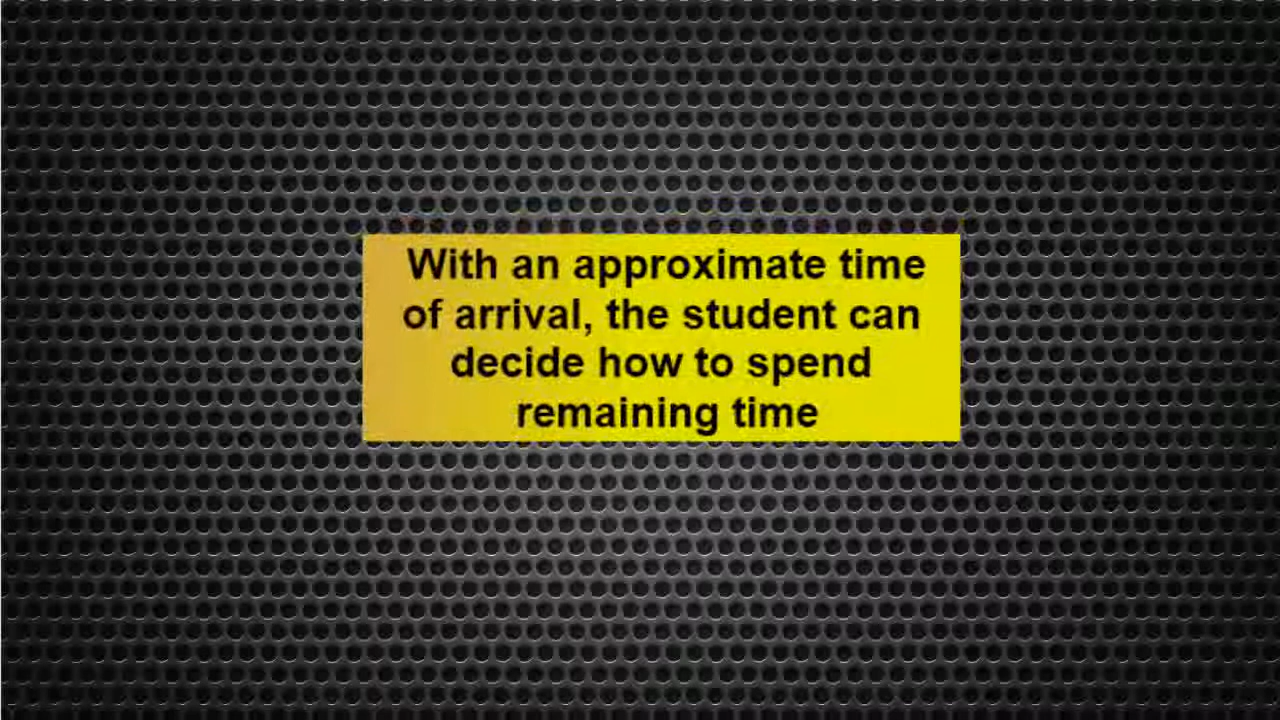 With an approximate time
of arrival, the student can
decide how to spend
remaining time